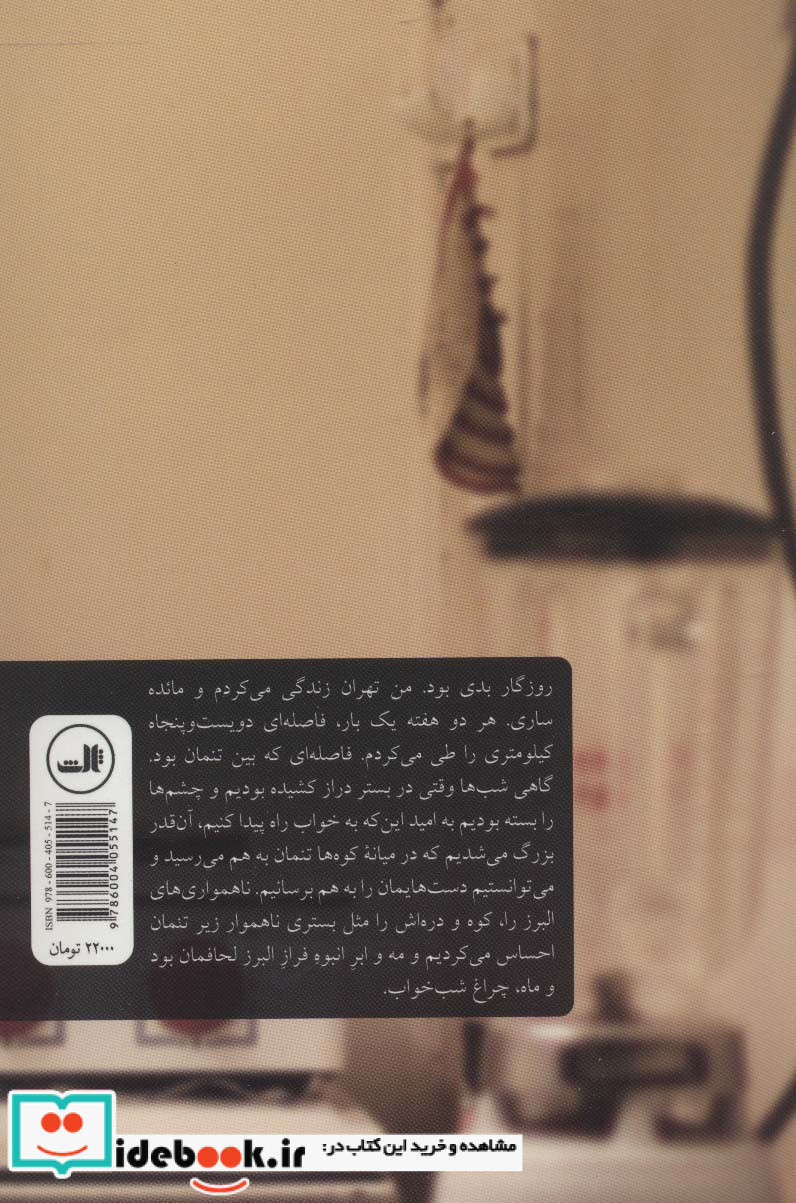 روزگار بدی بود. من تهران زندگی می‌کردم و مائده
ساری. هر دو هفته یک بار، فاصله‌ای دویست‌وپنجاه
کیلومتری را طی می‌کردم. فاصله‌ای که بین تنمان بود.
گاهی شب‌ها وقتی در بستر دراز کشیده بودیم و چشم‌ها
را بسته بودیم به امید این‌که به خواب راه پیدا کنیم، آن‌قدر
بزرگ می‌شدیم که در میانهٔ کوه‌ها تنمان به هم می‌رسید و
می‌توانستیم دست‌هایمان را به هم برسانیم. ناهمواری‌های
البرز را، کوه و دره‌اش را مثل بستری ناهموار زیر تنمان
احساس می‌کردیم و مه و ابرِ انبوهِ فرازِ البرز لحافمان بود
و ماه، چراغ شب‌خواب.
ثالث
ISBN 978-600-405-514-7
9 786004 055147
۲۲۰۰۰ تومان
مشاهده و خرید این کتاب در:
idebook.ir